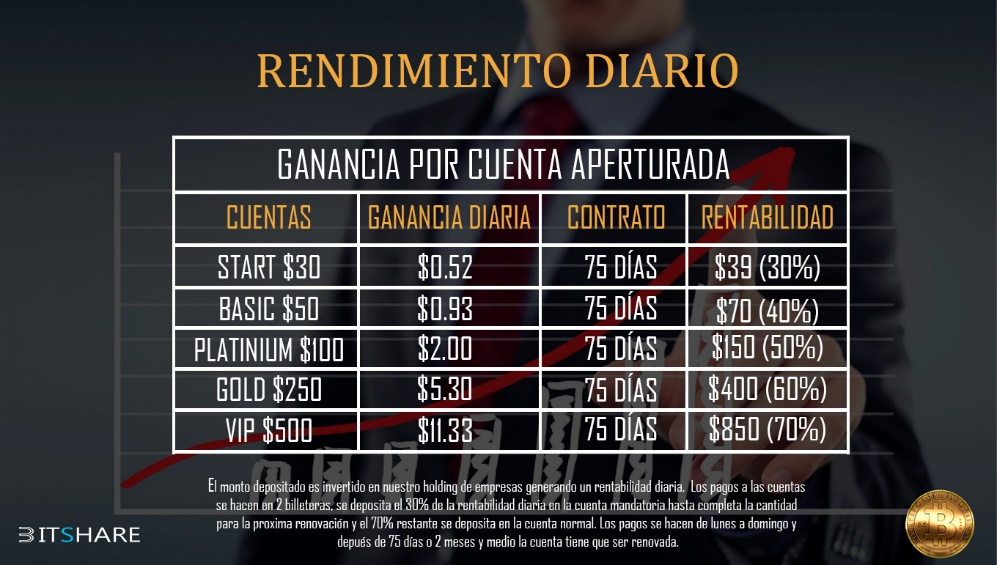 RENDIMIENTO DIARIO
GANANCIA POR CUENTA APERTURADA
CUENTAS GANANCIA DIARIA CONTRATO RENTABILIDAD
START $30 $0.52 75 DÍAS $39 (30%)
BASIC $50 $0.93 75 DÍAS $70 (40%)
PLATINIUM $100 $2.00 75 DÍAS $150 (50%)
GOLD $250 $5.30 75 DÍAS $400 (60%)
VIP $500 $11.33 75 DÍAS $850 (70%)
El monto depositado es invertido en nuestro holding de empresas generando un rentabilidad diaria. Los pagos a las cuentas
se hacen en 2 billeteras, se deposita el 30% de la rentabilidad diaria en la cuenta mandatoria hasta completa la cantidad
para la proxima renovación y el 70% restante se deposita en la cuenta normal. Los pagos se hacen de lunes a domingo y
depués de 75 días o 2 meses y medio la cuenta tiene que ser renovada.
BITSHARE